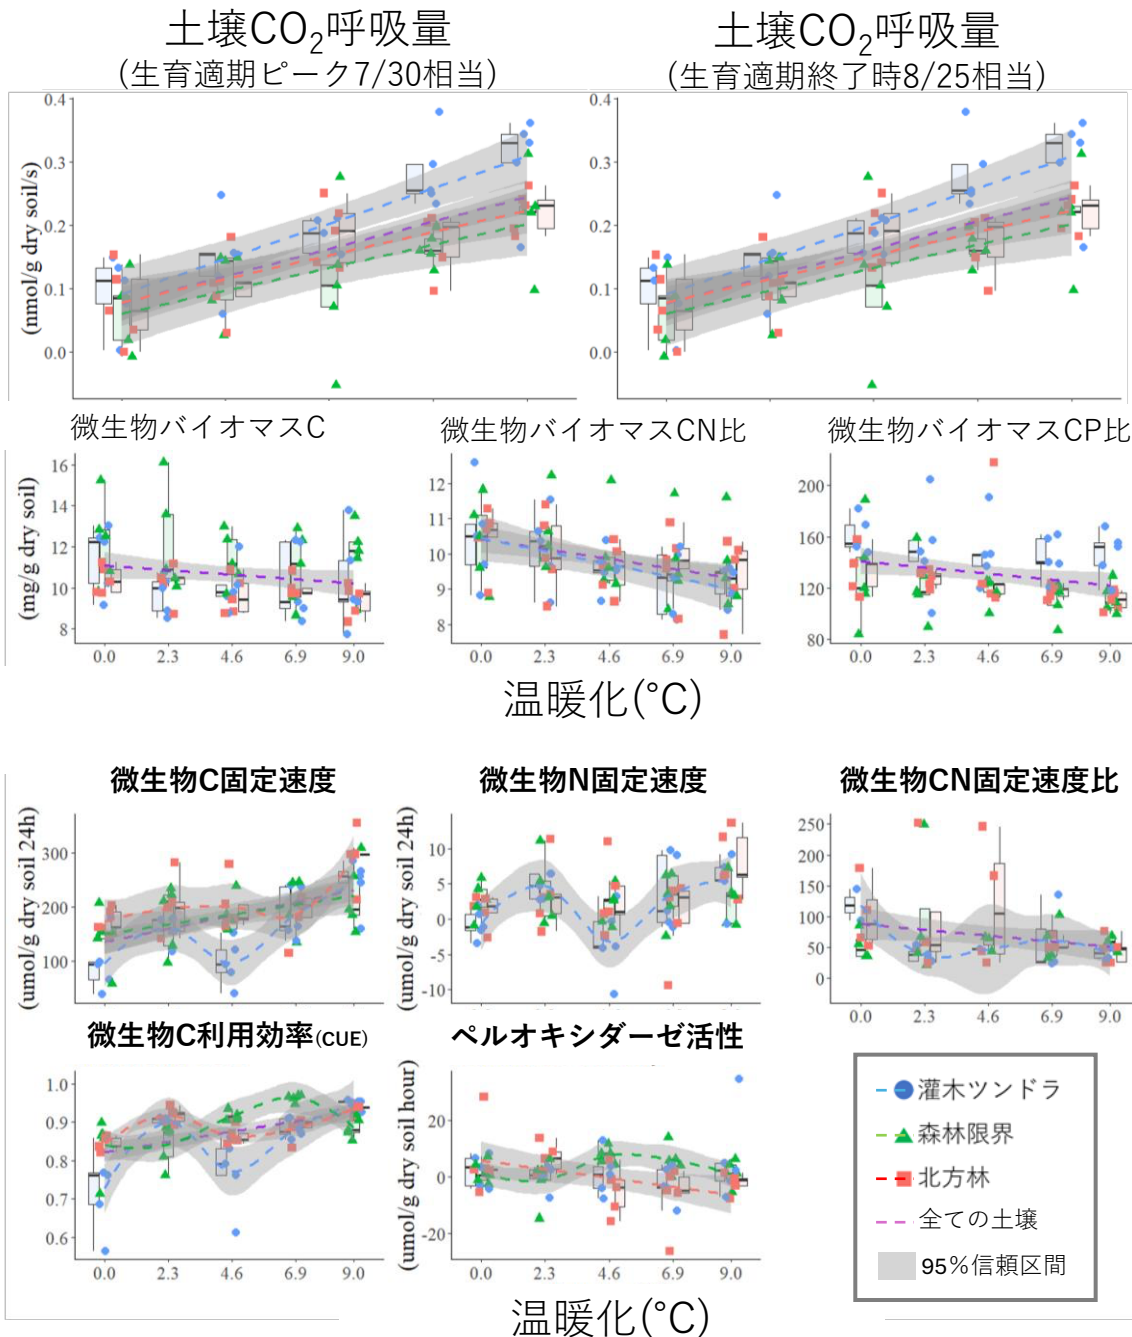 土壌CO₂呼吸量
(生育適期ピーク7/30相当)
土壌CO₂呼吸量
(生育適期終了時8/25相当)
(nmol/g dry soil/s)
0.4
0.3
0.2
0.1
0.0
0.4
0.3
0.2
0.1
0.0
微生物バイオマスC
微生物バイオマスCN比
微生物バイオマスCP比
(mg/g dry soil)
16
14
12
10
8
0.0 2.3 4.6 6.9 9.0
12
11
10
9
8
0.0 2.3 4.6 6.9 9.0
200
160
120
80
0.0 2.3 4.6 6.9 9.0
温暖化(°C)
微生物C固定速度
微生物N固定速度
微生物CN固定速度比
(umol/g dry soil 24h)
300
200
100
(umol/g dry soil 24h)
10
5
0
-5
-10
250
200
150
100
50
0
0.0 2.3 4.6 6.9 9.0
微生物C利用効率(CUE)
ペルオキシダーゼ活性
1.0
0.9
0.8
0.7
0.6
0.0 2.3 4.6 6.9 9.0
(umol/g dry soil hour)
20
0
-20
0.0 2.3 4.6 6.9 9.0
灌木ツンドラ
森林限界
北方林
全ての土壌
95%信頼区間
温暖化(°C)